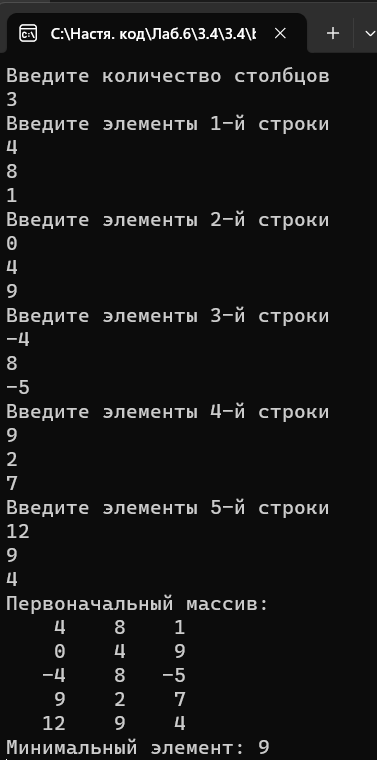 C:\Настя. код\Лаб.6\3.4\3.4\b
Введите количество столбцов
3
Введите элементы 1-й строки
4
8
1
Введите элементы 2-й строки
0
4
9
Введите элементы 3-й строки
-4
8
-5
Введите элементы 4-й строки
9
2
7
Введите элементы 5-й строки
12
9
4
Первоначальный массив:
4 8 1
0 4 9
-4 8 -5
9 2 7
12 9 4
Минимальный элемент: 9